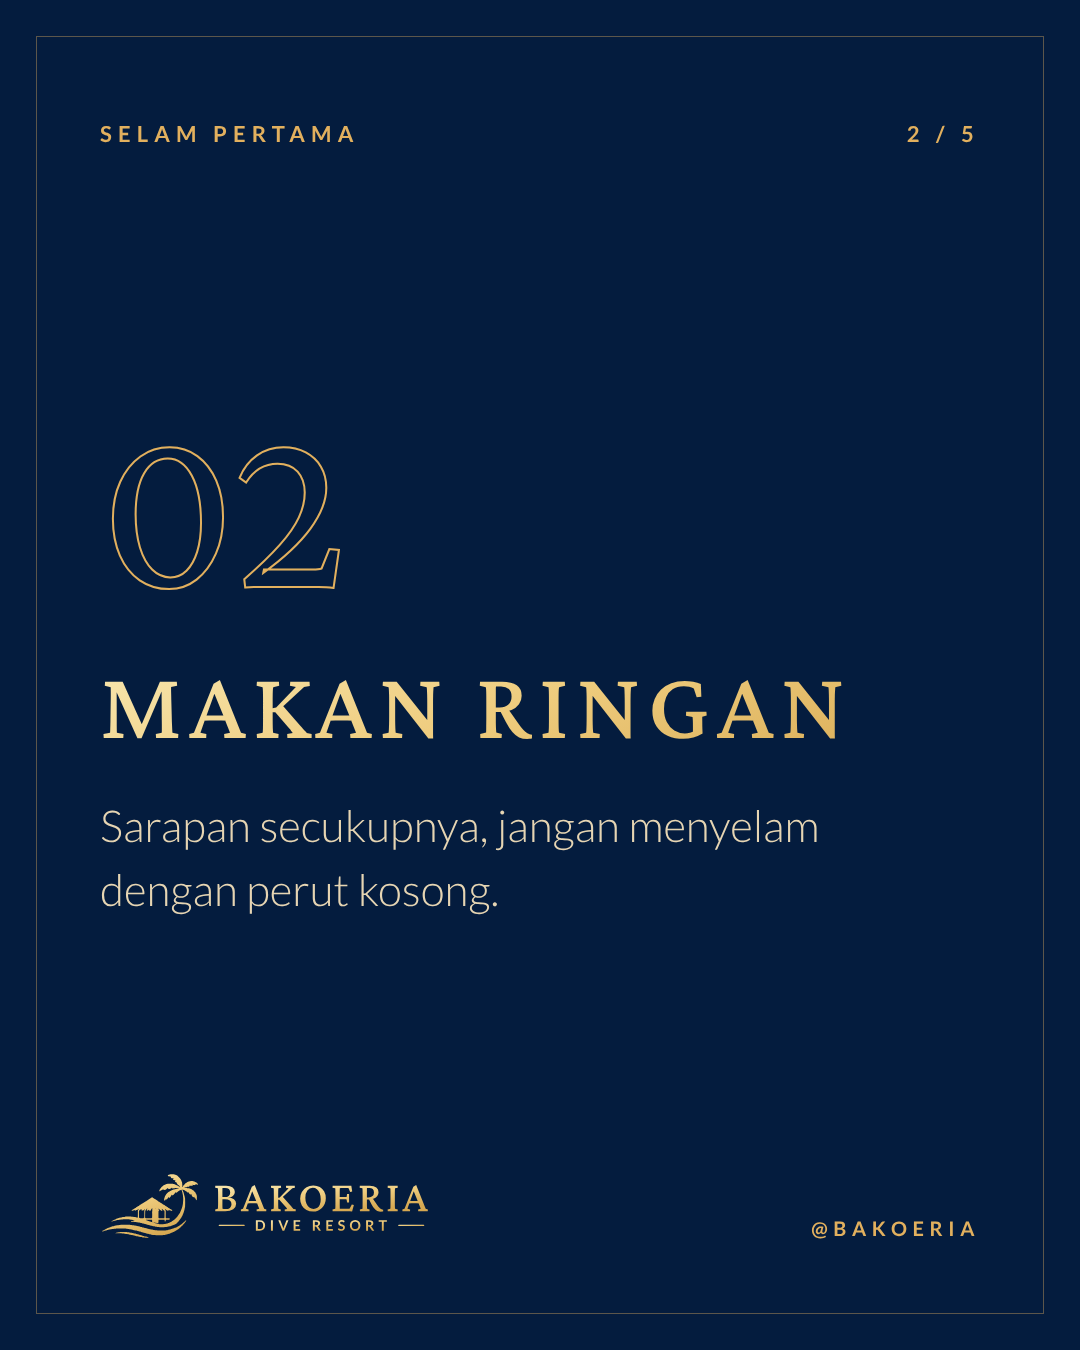 SELAM PERTAMA
2 / 5
02
MAKAN RINGAN
Sarapan secukupnya, jangan menyelam
dengan perut kosong.
BAKOERIA
DIVE RESORT
@BAKOERIA